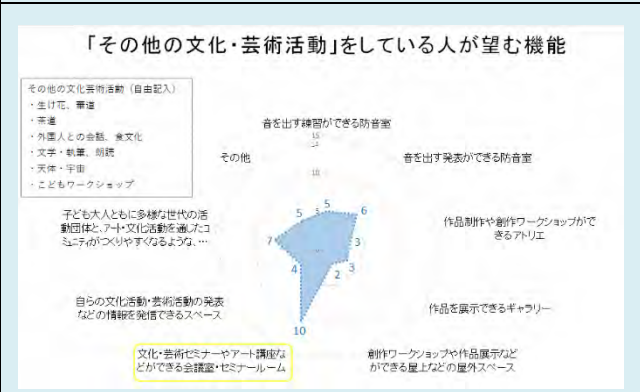 「その他の文化・芸術活動」をしている人が望む機能
その他の文化芸術活動（自由記入）
・生け花、華道
・茶道
・外国人との会話、食文化
・文学・執筆、朗読
・天体・宇宙
・こどもワークショップ
音を出す練習ができる防音室
15
10
5
音を出す発表ができる防音室
作品制作や創作ワークショップがで
きるアトリエ
作品を展示できるギャラリー
創作ワークショップや作品展示など
ができる屋上などの屋外スペース
文化・芸術セミナーやアート講座な
どができる会議室・セミナールーム
自らの文化活動・芸術活動の発表
などの情報を発信できるスペース
子ども大人ともに多様な世代の活
動団体と、アート・文化活動を通したコ
ミュニティがつくりやすくなるような、…
その他
5
6
3
3
2
10
4
7
5